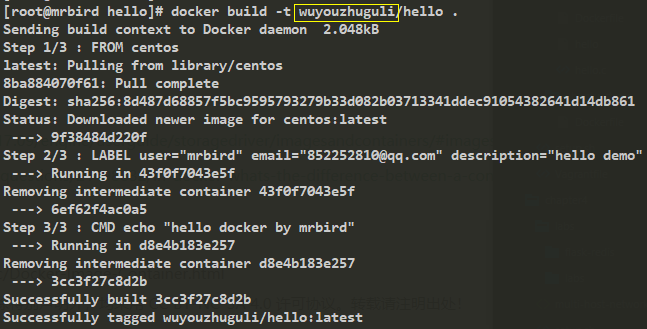 [root@mrbird hello]# docker build -t wuyouzhuguli/hello .
Sending build context to Docker daemon  2.048kB
Step 1/3 : FROM centos
latest: Pulling from library/centos
8ba884070f61: Pull complete
Digest: sha256:8d487d68857f5bc9595793279b33d082b03713341ddec91054382641d14db861
Status: Downloaded newer image for centos:latest
 ---> 9f38484d220f
Step 2/3 : LABEL user="mrbird" email="852252810@qq.com" description="hello demo"
 ---> Running in 43f0f7043e5f
Removing intermediate container 43f0f7043e5f
 ---> 6ef62f4ac0a5
Step 3/3 : CMD echo "hello docker by mrbird"
 ---> Running in d8e4b183e257
Removing intermediate container d8e4b183e257
 ---> 3cc3f27c8d2b
Successfully built 3cc3f27c8d2b
Successfully tagged wuyouzhuguli/hello:latest